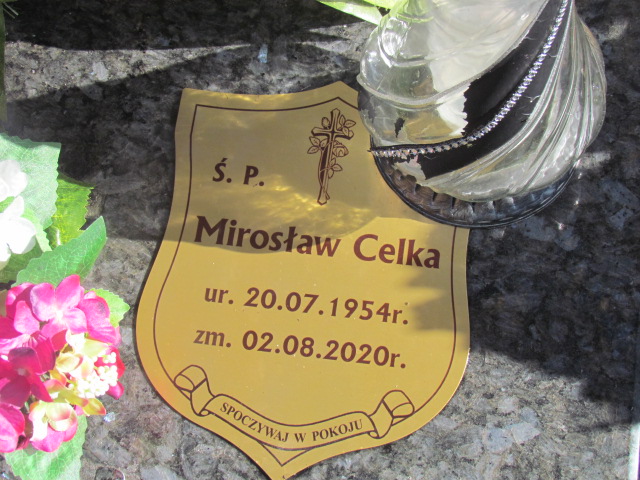 Ś. P.
Mirosław Celka
ur. 20.07.1954r.
zm. 02.08.2020r.
SPOCZYWAJ W POKOJU